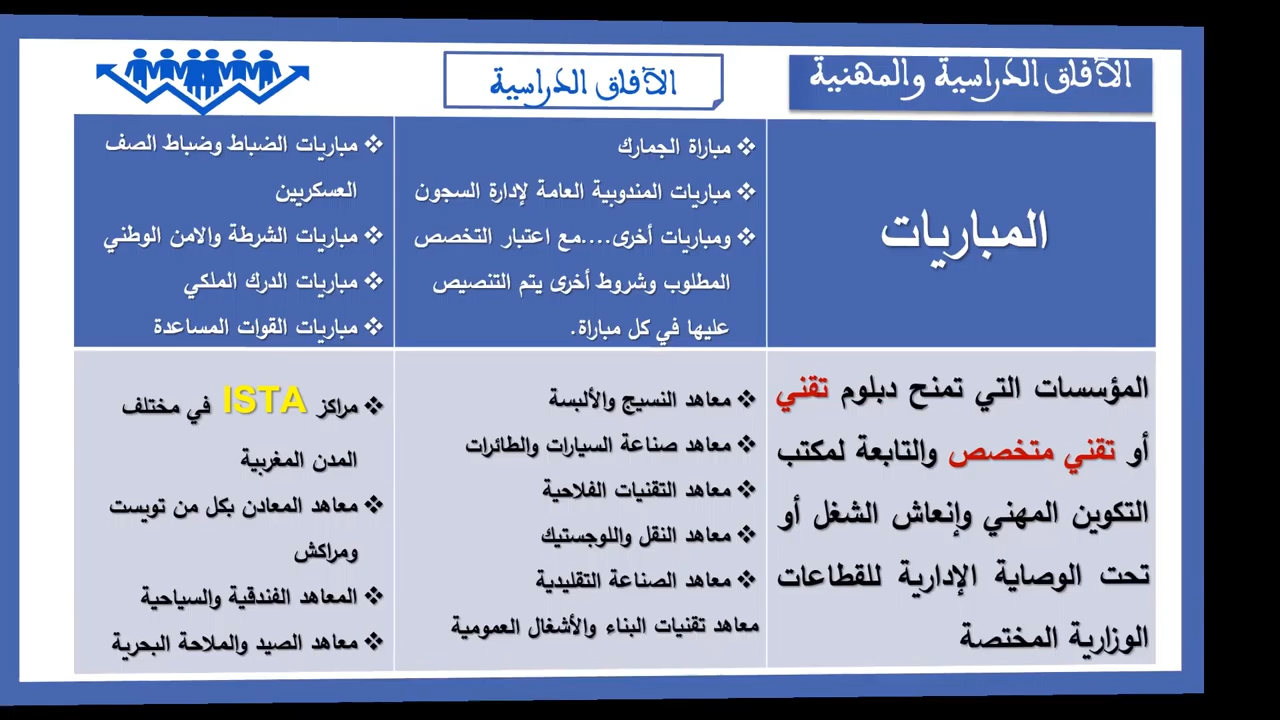 الآفاق الدراسية والمهنية
الآفاق الدراسية
المباريات
❖ مباراة الجمارك
❖ مباريات المندوبية العامة لإدارة السجون
❖ ومباريات أخرى....مع اعتبار التخصص
المطلوب وشروط أخرى يتم التنصيص
عليها في كل مباراة.
❖ مباريات الضباط وضباط الصف
العسكريين
❖ مباريات الشرطة والامن الوطني
❖ مباريات الدرك الملكي
❖ مباريات القوات المساعدة
المؤسسات التي تمنح دبلوم تقني
أو تقني متخصص والتابعة لمكتب
التكوين المهني وإنعاش الشغل أو
تحت الوصاية الإدارية للقطاعات
الوزارية المختصة
❖ معاهد النسيج والألبسة
❖ معاهد صناعة السيارات والطائرات
❖ معاهد التقنيات الفلاحية
❖ معاهد النقل واللوجستيك
❖ معاهد الصناعة التقليدية
معاهد تقنيات البناء والأشغال العمومية
❖ مراكز ISTA في مختلف
المدن المغربية
❖ معاهد المعادن بكل من تويست
ومراكش
❖ المعاهد الفندقية والسياحية
❖ معاهد الصيد والملاحة البحرية